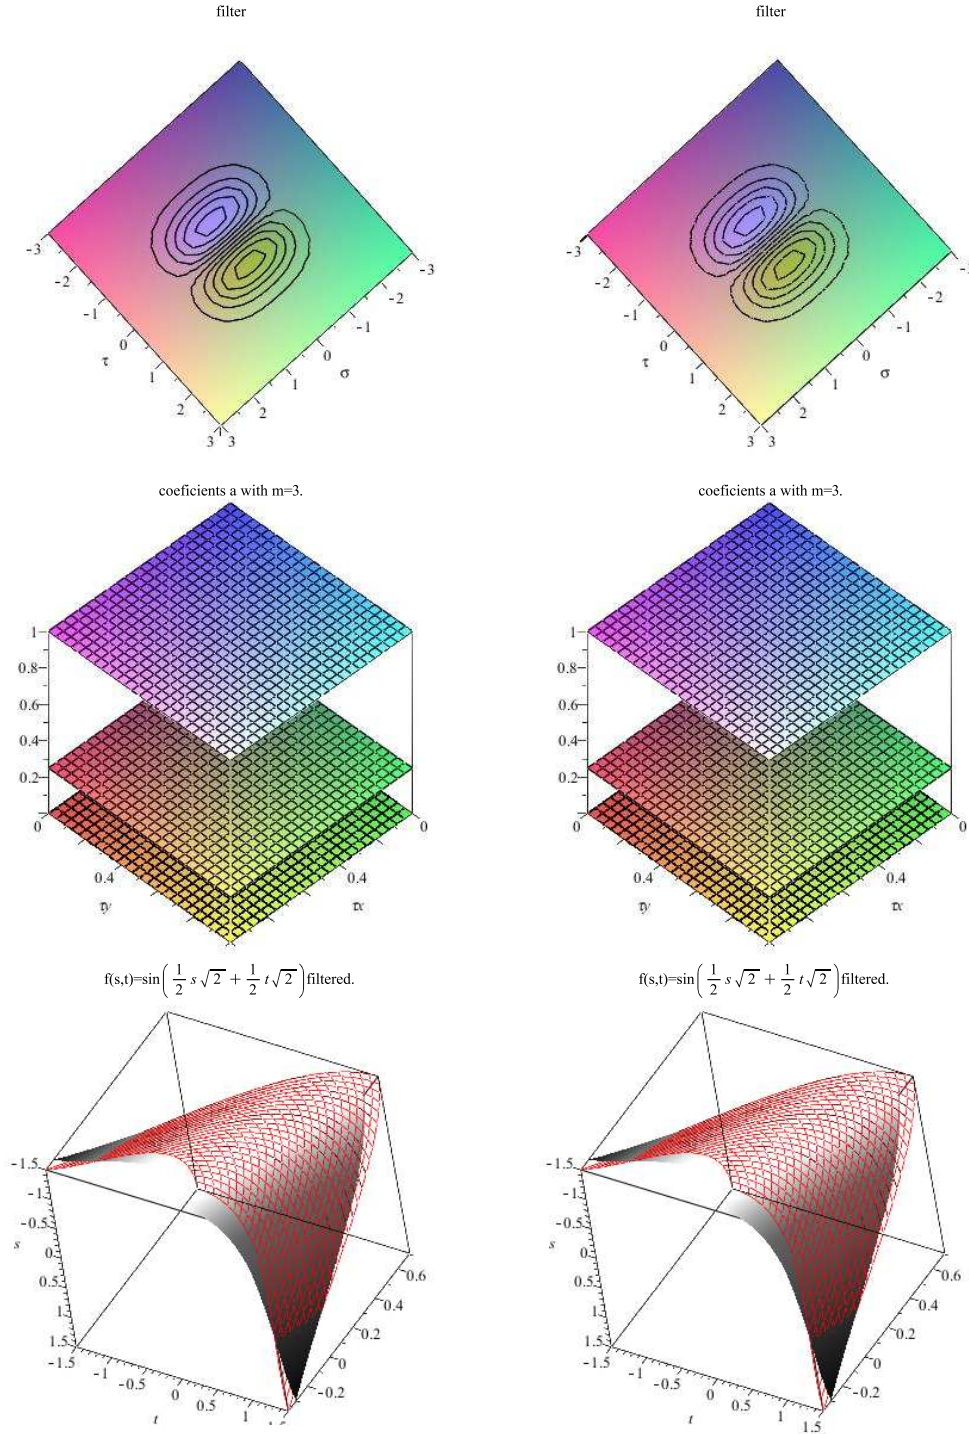 filter filter
-3 -3 -3 -3
-2 -2 -2 -2
-1 -1 -1 -1
0 0 0 0
τ σ τ σ
1 1 1 1
2 2 2 2
3 3 3 3
coeficients a with m=3. coeficients a with m=3.
1 1
0.8 0.8
0.6 0.6
0.4 0.4
0.2 0.2
0 0 0 0
0.4 0.4 0.4 0.4
τy τx τy τx
f(s,t)=sin(1/2 s√2 + 1/2 t√2)filtered. f(s,t)=sin(1/2 s√2 + 1/2 t√2)filtered.
-1.5 -1.5
-1 -1
-0.5 -0.5
s s
0 0.6 0 0.6
0.5 0.4 0.5 0.4
1 0.2 1 0.2
1.5 0 1.5 0
-1.5 -1 -0.5 0 0.5 1 -0.2 -1.5 -1 -0.5 0 0.5 1 -0.2
t t 1.5